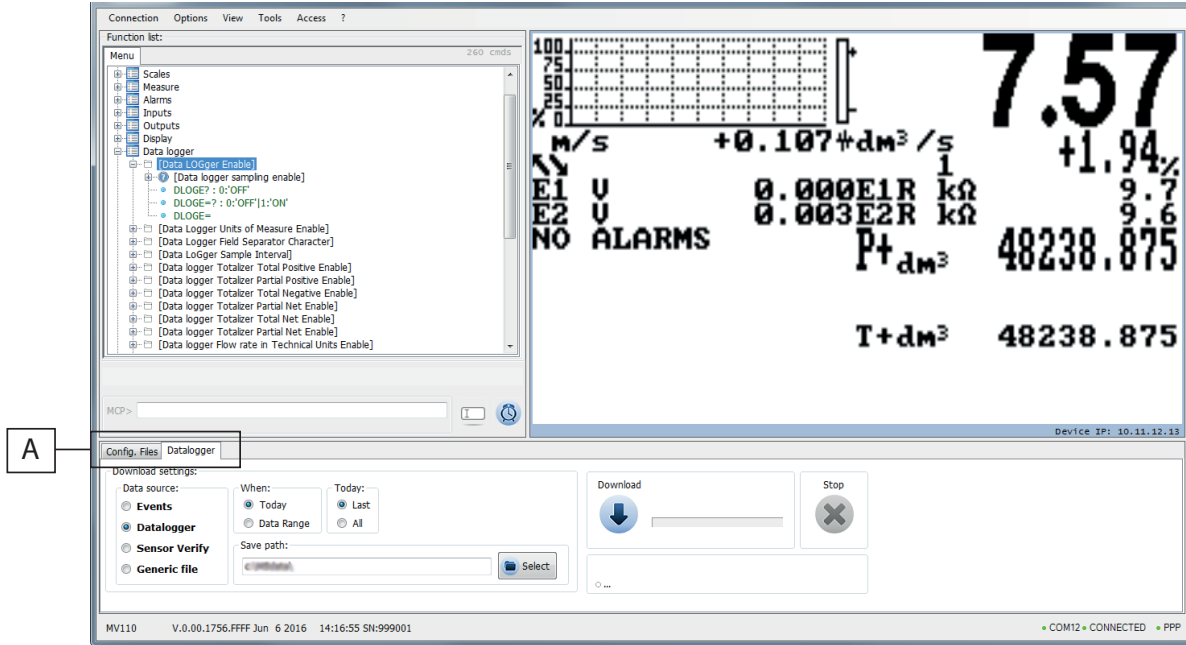 Connection Options View Tools Access ?
Function list:
Menu
260 cmds
Scales
Measure
Alarms
Inputs
Outputs
Display
Data logger
[Data LOGger Enable]
[Data logger sampling enable]
DLOGE? : 0:'OFF'
DLOGE=? : 0:'OFF'|1:'ON'
DLOGE=
[Data Logger Units of Measure Enable]
[Data Logger Field Separator Character]
[Data LoGger Sample Interval]
[Data logger Totalizer Total Positive Enable]
[Data logger Totalizer Partial Positive Enable]
[Data logger Totalizer Total Negative Enable]
[Data logger Totalizer Partial Net Enable]
[Data logger Totalizer Total Net Enable]
[Data logger Totalizer Partial Net Enable]
[Data logger Flow rate in Technical Units Enable]
MCP>
100
75
50
25
% 0
+
-
7.57
m/s +0.107#dm³/s +1.94%
1
E1 V 0.000E1R kΩ 9.7
E2 V 0.003E2R kΩ 9.6
NO ALARMS P+dm³ 48238.875
T+dm³ 48238.875
Device IP: 10.11.12.13
A
Config. Files Datalogger
Download settings:
Data source:
Events
Datalogger
Sensor Verify
Generic file
When:
Today
Data Range
Today:
Last
All
Save path:
Select
Download
Stop
...
MV110 V.0.00.1756.FFFF Jun 6 2016 14:16:55 SN:999001
COM12 CONNECTED PPP